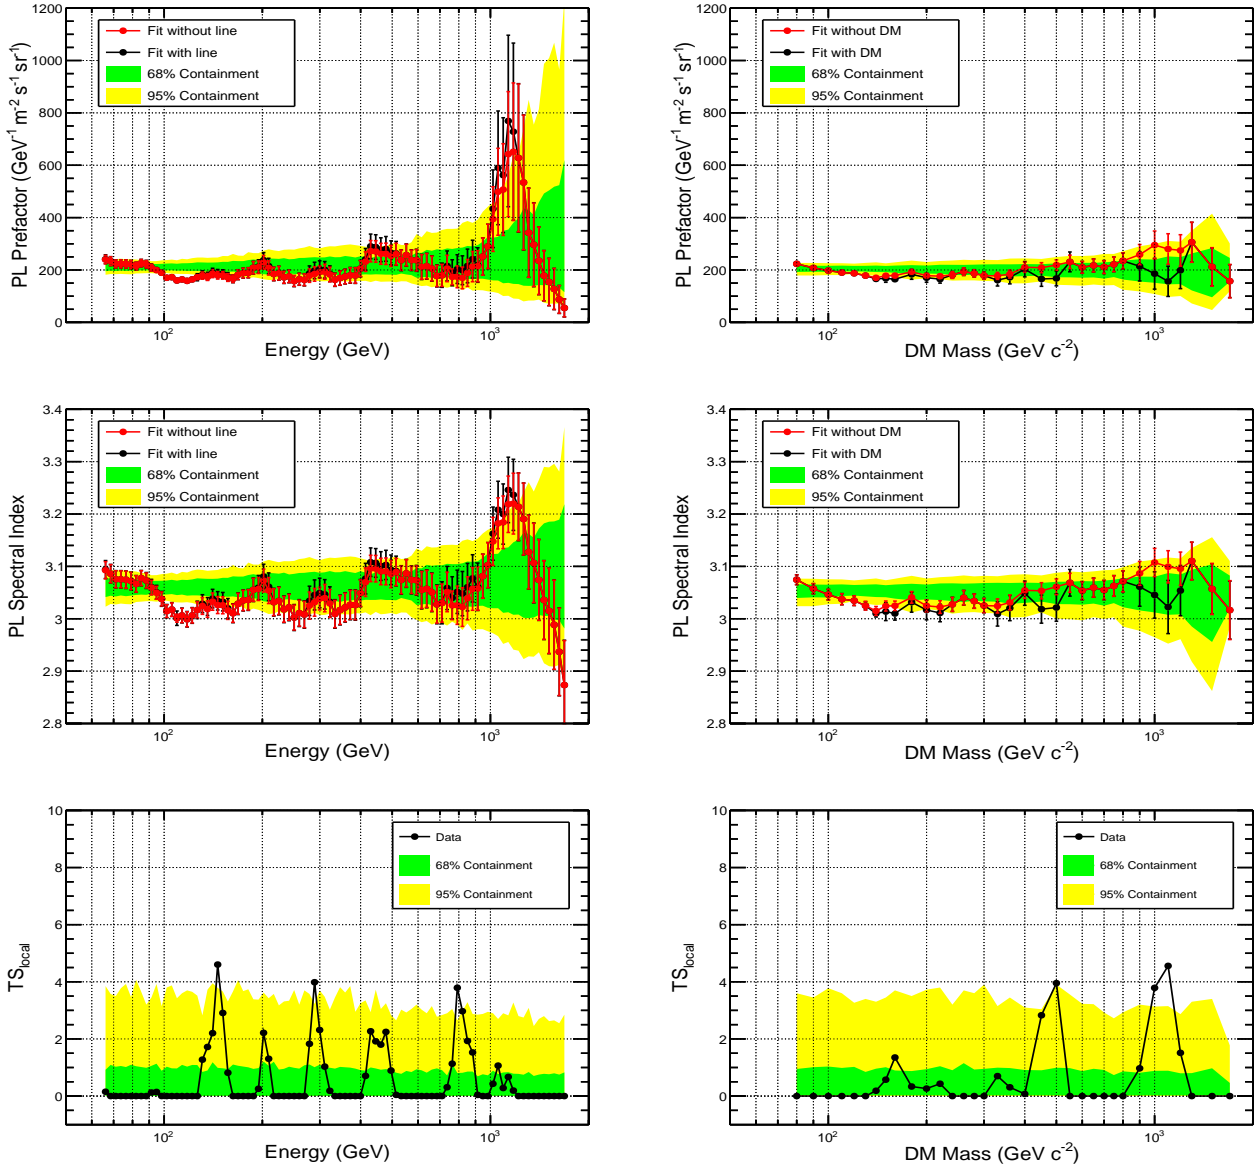 PL Prefactor (GeV⁻¹ m⁻² s⁻¹ sr⁻¹)
1200
1000
800
600
400
200
0
Fit without line
Fit with line
68% Containment
95% Containment
10²
10³
Energy (GeV)
PL Prefactor (GeV⁻¹ m⁻² s⁻¹ sr⁻¹)
1200
1000
800
600
400
200
0
Fit without DM
Fit with DM
68% Containment
95% Containment
10²
10³
DM Mass (GeV c⁻²)
PL Spectral Index
3.4
3.3
3.2
3.1
3
2.9
2.8
Fit without line
Fit with line
68% Containment
95% Containment
10²
10³
Energy (GeV)
PL Spectral Index
3.4
3.3
3.2
3.1
3
2.9
2.8
Fit without DM
Fit with DM
68% Containment
95% Containment
10²
10³
DM Mass (GeV c⁻²)
TSlocal
10
8
6
4
2
0
Data
68% Containment
95% Containment
10²
10³
Energy (GeV)
TSlocal
10
8
6
4
2
0
Data
68% Containment
95% Containment
10²
10³
DM Mass (GeV c⁻²)